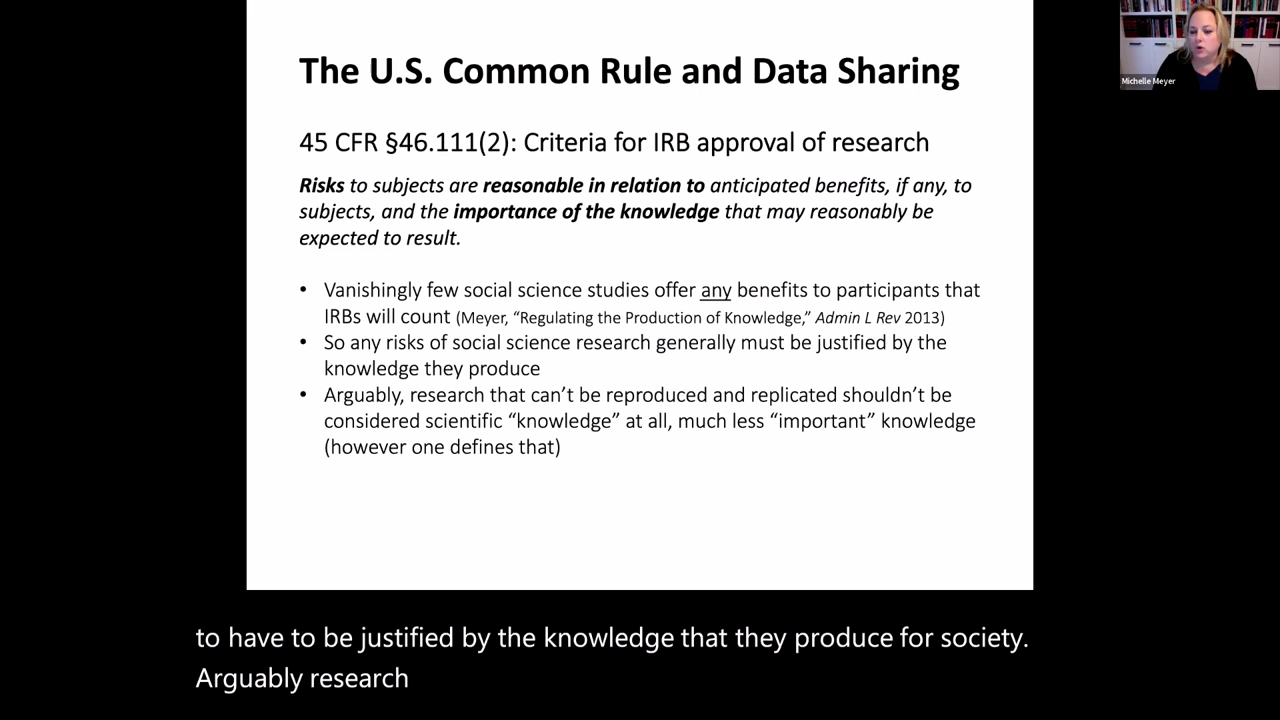 The U.S. Common Rule and Data Sharing
45 CFR §46.111(2): Criteria for IRB approval of research
Risks to subjects are reasonable in relation to anticipated benefits, if any, to
subjects, and the importance of the knowledge that may reasonably be
expected to result.
• Vanishingly few social science studies offer any benefits to participants that
IRBs will count (Meyer, “Regulating the Production of Knowledge,” Admin L Rev 2013)
• So any risks of social science research generally must be justified by the
knowledge they produce
• Arguably, research that can’t be reproduced and replicated shouldn’t be
considered scientific “knowledge” at all, much less “important” knowledge
(however one defines that)
Michelle Meyer
to have to be justified by the knowledge that they produce for society.
Arguably research